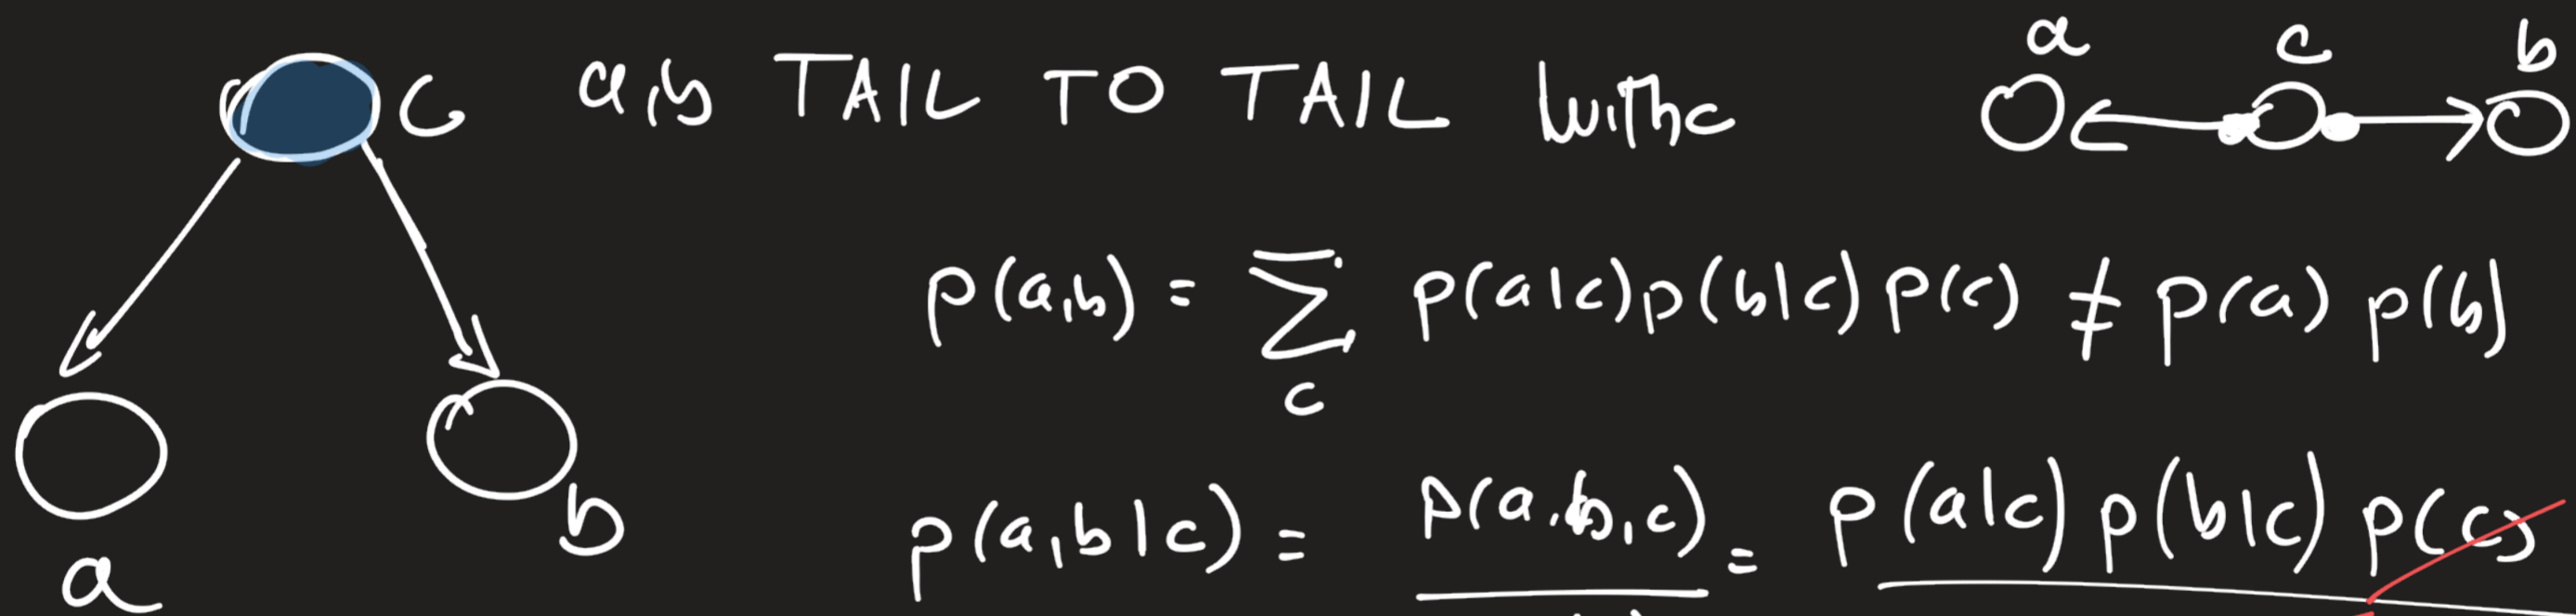 a c b
c a,b TAIL TO TAIL with c
p(a,b) = ∑ p(a|c)p(b|c)p(c) ≠ p(a) p(b)
c
p(a,b|c) = p(a,b,c) = p(a|c) p(b|c) p(c)
b
a